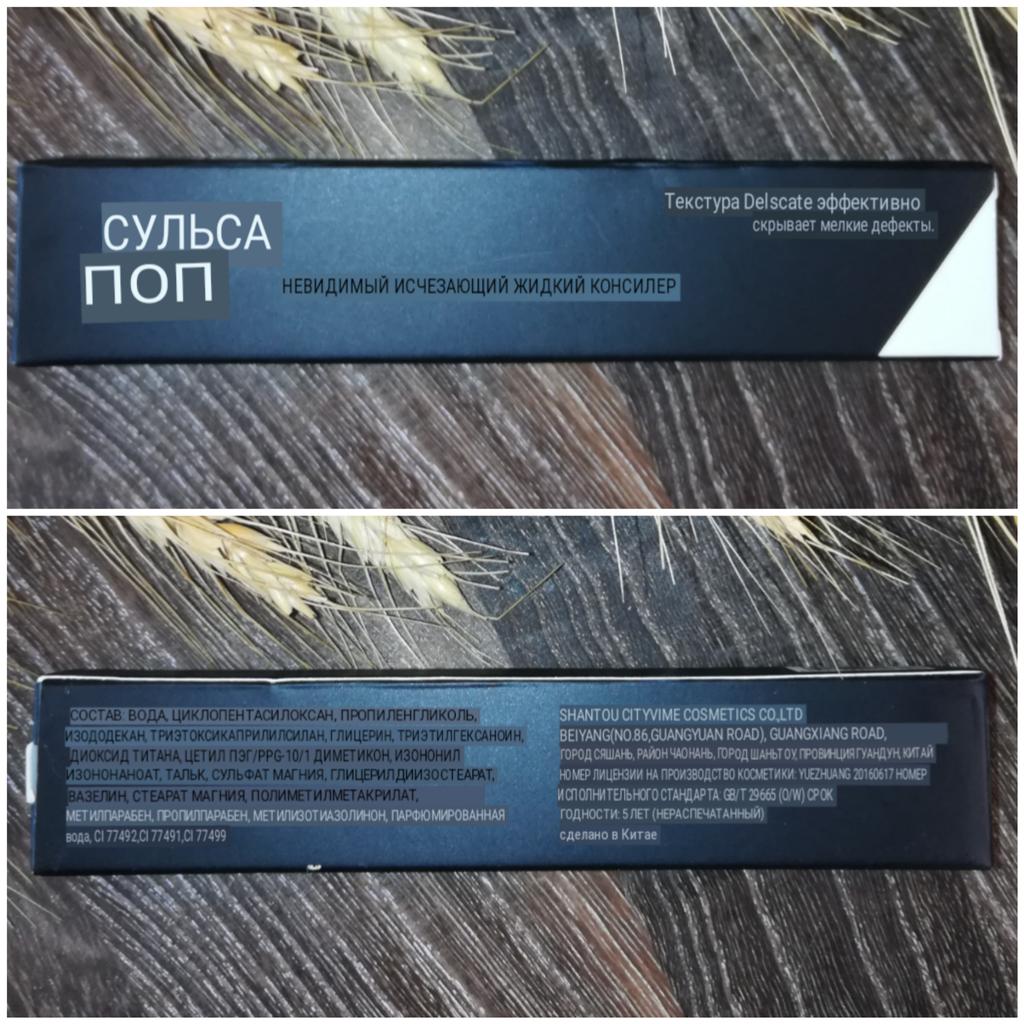 СУЛЬСА
ПОП
НЕВИДИМЫЙ ИСЧЕЗАЮЩИЙ ЖИДКИЙ КОНСИЛЕР
Текстура Delscate эффективно
скрывает мелкие дефекты.
СОСТАВ: ВОДА, ЦИКЛОПЕНТАСИЛОКСАН, ПРОПИЛЕНГЛИКОЛЬ,
ИЗОДОДЕКАН, ТРИЭТОКСИКАПРИЛИЛСИЛАН, ГЛИЦЕРИН, ТРИЭТИЛГЕКСАНОИН,
ДИОКСИД ТИТАНА, ЦЕТИЛ ПЭГ/PPG-10/1 ДИМЕТИКОН, ИЗОНОНИЛ
ИЗОНОНАНОАТ, ТАЛЬК, СУЛЬФАТ МАГНИЯ, ГЛИЦЕРИЛДИИЗОСТЕАРАТ,
ВАЗЕЛИН, СТЕАРАТ МАГНИЯ, ПОЛИМЕТИЛМЕТАКРИЛАТ,
МЕТИЛПАРАБЕН, ПРОПИЛПАРАБЕН, МЕТИЛИЗОТИАЗОЛИНОН, ПАРФЮМИРОВАННАЯ
вода, CI 77492,CI 77491,CI 77499
SHANTOU CITYVIME COSMETICS CO,.LTD
BEIYANG(NO.86,GUANGYUAN ROAD), GUANGXIANG ROAD,
ГОРОД СЯШАНЬ, РАЙОН ЧАОНАНЬ, ГОРОД ШАНЬТОУ, ПРОВИНЦИЯ ГУАНДУН, КИТАЙ
НОМЕР ЛИЦЕНЗИИ НА ПРОИЗВОДСТВО КОСМЕТИКИ: YUEZHUANG 20160617 НОМЕР
ИСПОЛНИТЕЛЬНОГО СТАНДАРТА: GB/T 29665 (O/W) СРОК
ГОДНОСТИ: 5 ЛЕТ (НЕРАСПЕЧАТАННЫЙ)
сделано в Китае